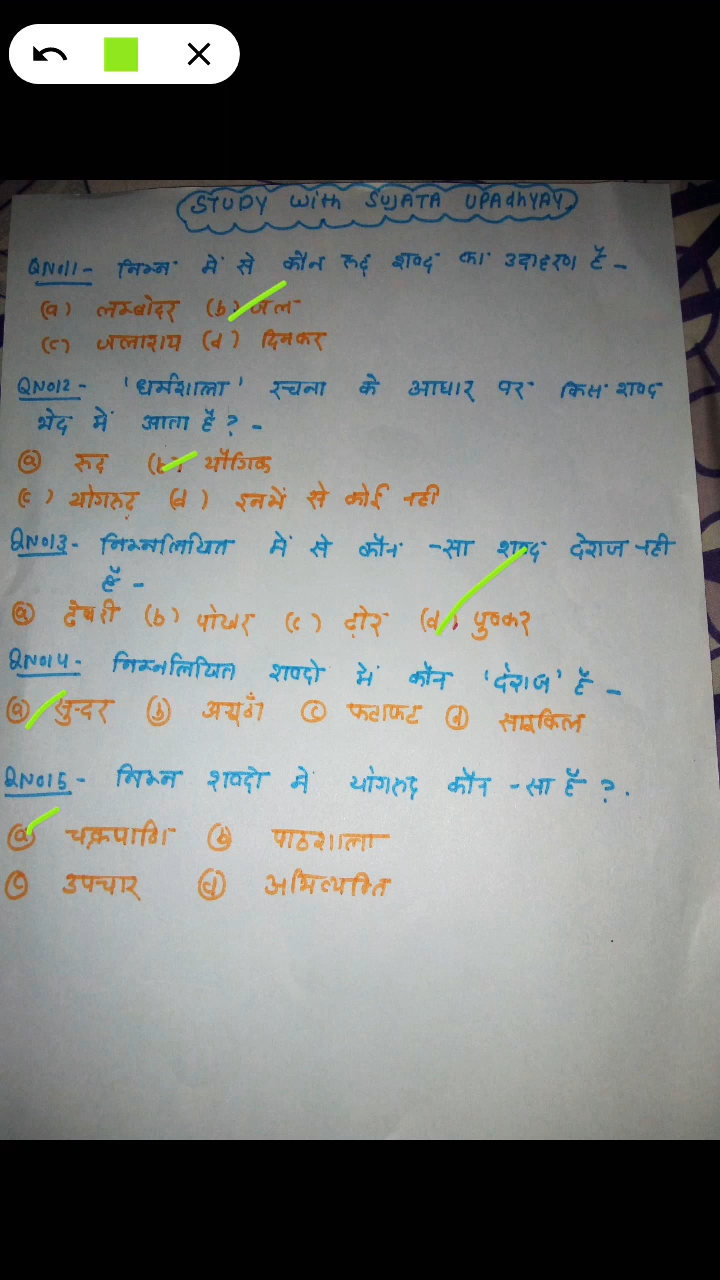 STUDY with SUJATA UPAdhYAY
QNO11- निम्न में से कौन रूढ़ शब्द का उदाहरण है -
(a) लम्बोदर (b) जल
(c) जलाशय (d) दिनकर
QNO12- 'धर्मशाला' रचना के आधार पर किस शब्द
भेद में आता है ? -
(a) रूढ़ (b) यौगिक
(c) योगरूढ़ (d) इनमें से कोई नही
QNO13- निम्नलिखित में से कौन -सा शब्द देशज नही
है -
(a) देवरी (b) पोखर (c) ढ़ोर (d) पुष्कर
QNO14- निम्नलिखित शब्दो में कौन 'देशज' है -
(a) सुन्दर (b) (c) फटाफट (d) साइकिल
QNO15- निम्न शब्दो में योगरूढ़ कौन -सा है ?.
(a) चक्रपाणि (b) पाठशाला
(c) उपचार (d) अभिव्यक्ति